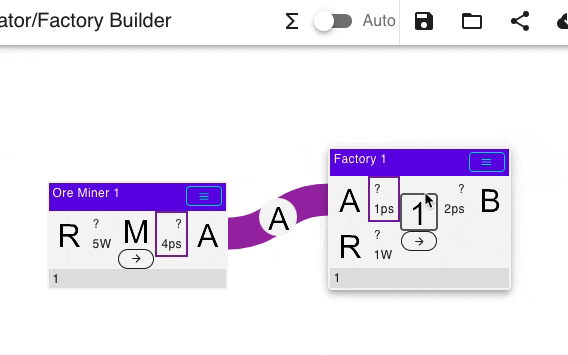 ator/Factory Builder Σ Auto
Factory 1
Ore Miner 1
A ? 1ps 1 ? 2ps B
R ? 5W M ? 4ps A
A
R ? 1W
1
1